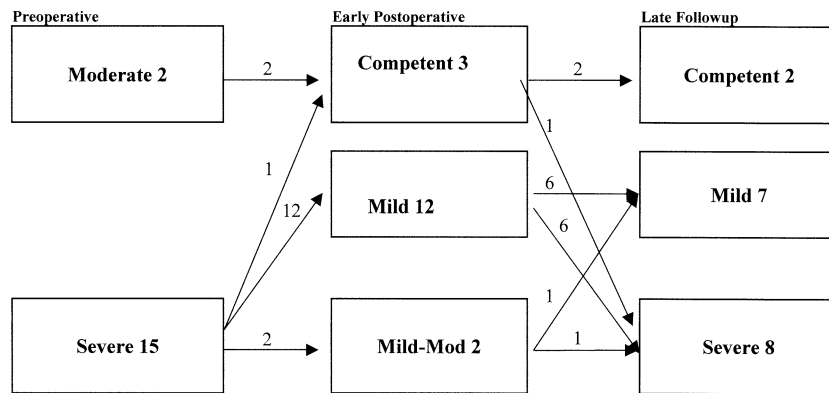 Preoperative Early Postoperative Late Followup
Moderate 2 2 Competent 3 2 Competent 2
1 1
12 Mild 12 6 Mild 7
6
1
Severe 15 2 Mild-Mod 2 1 Severe 8